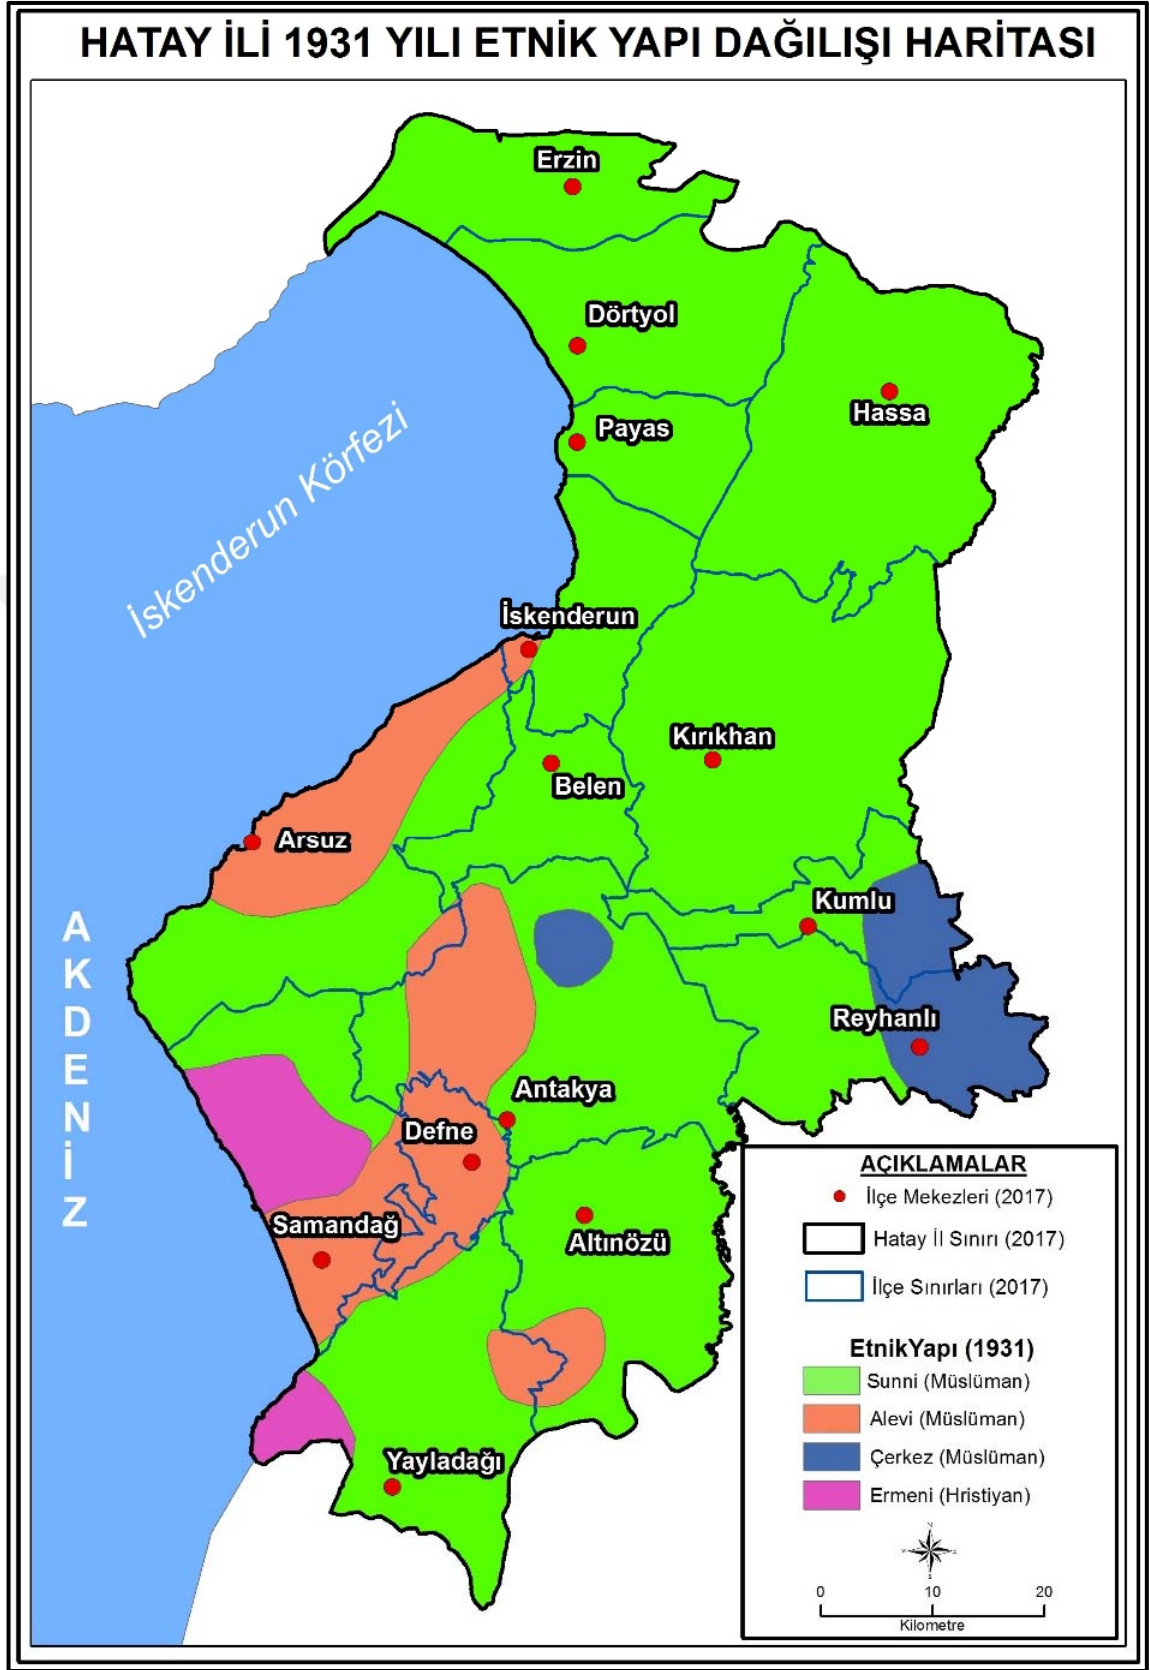 HATAY İLİ 1931 YILI ETNİK YAPI DAĞILIŞI HARİTASI
Erzin
Dörtyol
Hassa
Payas
İskenderun Körfezi
İskenderun
Kırıkhan
Belen
Arsuz
Kumlu
AKDENİZ
Reyhanlı
Antakya
Defne
Samandağ
Altınözü
Yayladağı
AÇIKLAMALAR
İlçe Mekezleri (2017)
Hatay İl Sınırı (2017)
İlçe Sınırları (2017)
EtnikYapı (1931)
Sunni (Müslüman)
Alevi (Müslüman)
Çerkez (Müslüman)
Ermeni (Hristiyan)
0 10 20
Kilometre